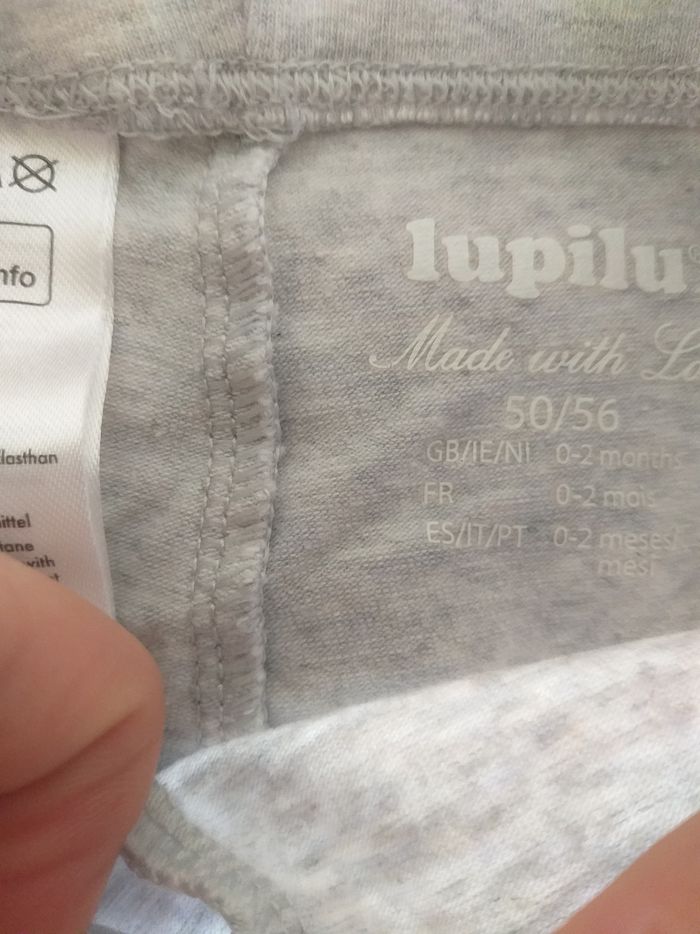 nfo
lasthan
ittel
tane
with
lupilu®
Made with Lo
50/56
GB/IE/NI 0-2 months
FR 0-2 mois
ES/IT/PT 0-2 meses/
mesi